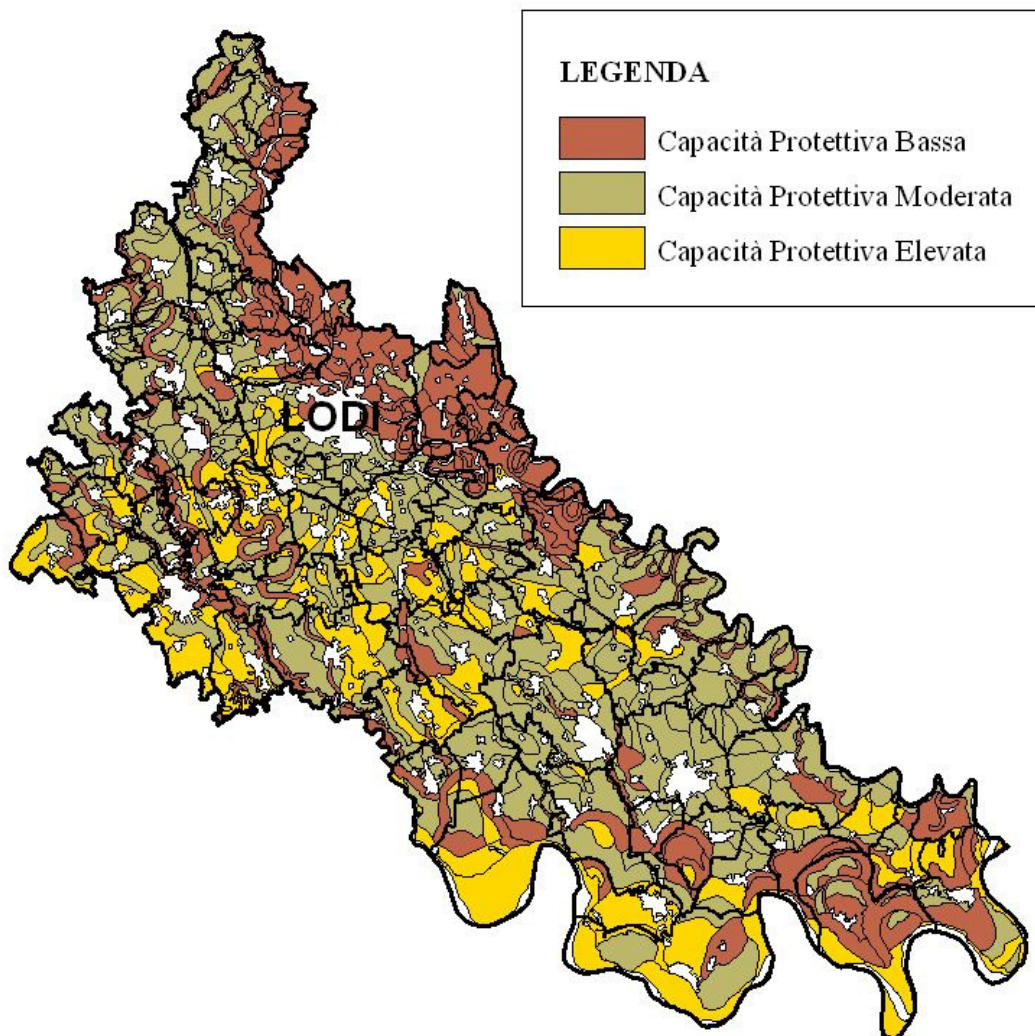 LEGENDA
Capacità Protettiva Bassa
Capacità Protettiva Moderata
Capacità Protettiva Elevata
LODI